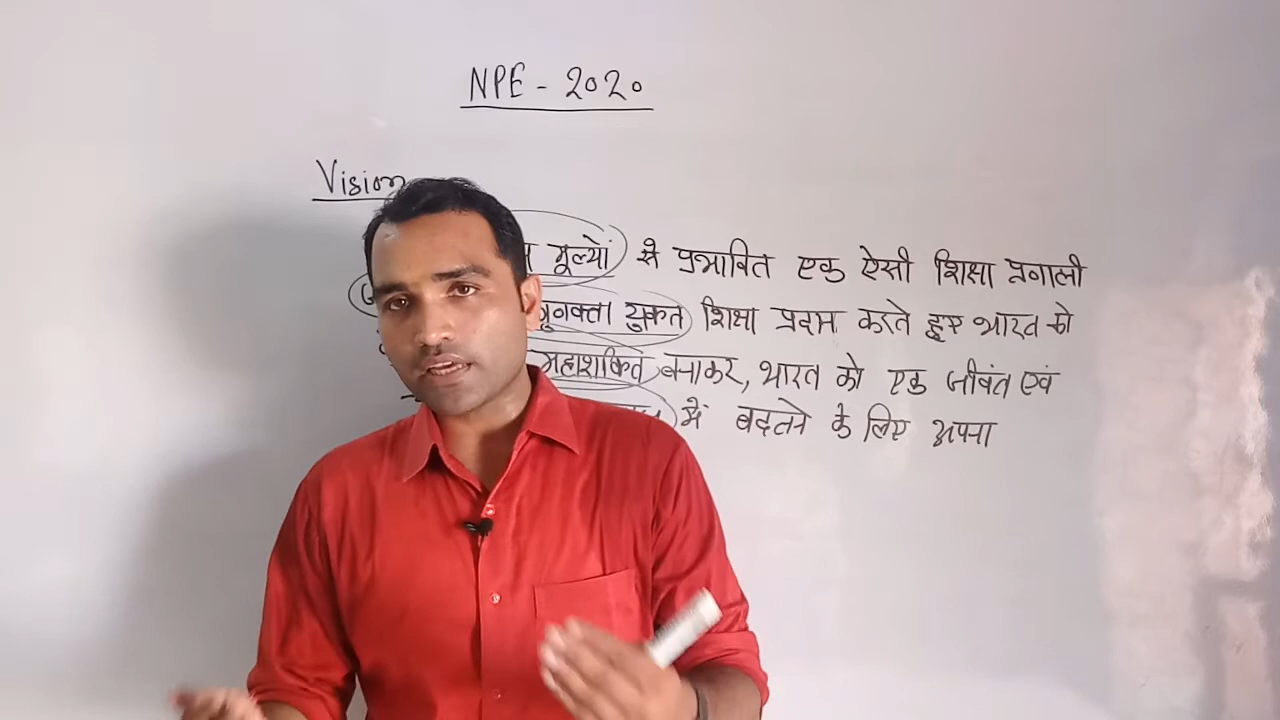 NPE - 2020
Vision
मूल्यों से प्रभावित एक ऐसी शिक्षा प्रणाली
युक्त शिक्षा प्रदान करते हुए भारत को
महाशक्ति बनाकर, भारत को एक जीवंत एवं
में बदलने के लिए अपना